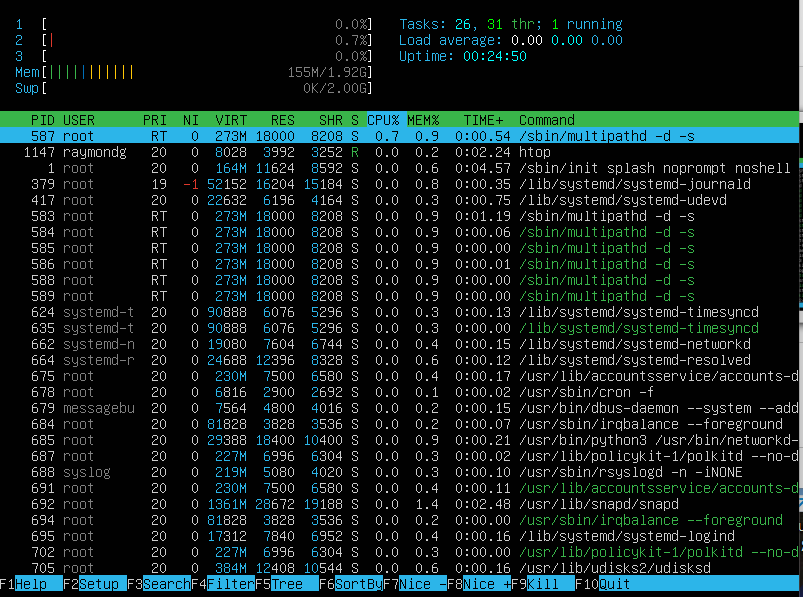 1 [ 0.0%] Tasks: 26, 31 thr; 1 running
2 [| 0.7%] Load average: 0.00 0.00 0.00
3 [ 0.0%] Uptime: 00:24:50
Mem[||||||||||| 155M/1.92G]
Swp[ 0K/2.00G]
PID USER PRI NI VIRT RES SHR S CPU% MEM% TIME+ Command
587 root RT 0 273M 18000 8208 S 0.7 0.9 0:00.54 /sbin/multipathd -d -s
1147 raymondg 20 0 8028 3992 3252 R 0.0 0.2 0:02.24 htop
1 root 20 0 164M 11624 8592 S 0.0 0.6 0:04.57 /sbin/init splash noprompt noshell
379 root 19 -1 52152 16204 15184 S 0.0 0.8 0:00.35 /lib/systemd/systemd-journald
417 root 20 0 22632 6196 4164 S 0.0 0.3 0:00.75 /lib/systemd/systemd-udevd
583 root RT 0 273M 18000 8208 S 0.0 0.9 0:01.19 /sbin/multipathd -d -s
584 root RT 0 273M 18000 8208 S 0.0 0.9 0:00.06 /sbin/multipathd -d -s
585 root RT 0 273M 18000 8208 S 0.0 0.9 0:00.00 /sbin/multipathd -d -s
586 root RT 0 273M 18000 8208 S 0.0 0.9 0:00.01 /sbin/multipathd -d -s
588 root RT 0 273M 18000 8208 S 0.0 0.9 0:00.00 /sbin/multipathd -d -s
589 root RT 0 273M 18000 8208 S 0.0 0.9 0:00.00 /sbin/multipathd -d -s
624 systemd-t 20 0 90888 6076 5296 S 0.0 0.3 0:00.13 /lib/systemd/systemd-timesyncd
635 systemd-t 20 0 90888 6076 5296 S 0.0 0.3 0:00.00 /lib/systemd/systemd-timesyncd
662 systemd-n 20 0 19080 7604 6744 S 0.0 0.4 0:00.15 /lib/systemd/systemd-networkd
664 systemd-r 20 0 24688 12396 8328 S 0.0 0.6 0:00.12 /lib/systemd/systemd-resolved
675 root 20 0 230M 7500 6580 S 0.0 0.4 0:00.17 /usr/lib/accountsservice/accounts-d
678 root 20 0 6816 2900 2692 S 0.0 0.1 0:00.02 /usr/sbin/cron -f
679 messagebu 20 0 7564 4800 4016 S 0.0 0.2 0:00.15 /usr/bin/dbus-daemon --system --add
684 root 20 0 81828 3828 3536 S 0.0 0.2 0:00.07 /usr/sbin/irqbalance --foreground
685 root 20 0 29388 18400 10400 S 0.0 0.9 0:00.21 /usr/bin/python3 /usr/bin/networkd-
687 root 20 0 227M 6996 6304 S 0.0 0.3 0:00.02 /usr/lib/policykit-1/polkitd --no-d
688 syslog 20 0 219M 5080 4020 S 0.0 0.3 0:00.10 /usr/sbin/rsyslogd -n -iNONE
691 root 20 0 230M 7500 6580 S 0.0 0.4 0:00.11 /usr/lib/accountsservice/accounts-d
692 root 20 0 1361M 28672 19188 S 0.0 1.4 0:02.48 /usr/lib/snapd/snapd
694 root 20 0 81828 3828 3536 S 0.0 0.2 0:00.00 /usr/sbin/irqbalance --foreground
695 root 20 0 17312 7840 6952 S 0.0 0.4 0:00.16 /lib/systemd/systemd-logind
702 root 20 0 227M 6996 6304 S 0.0 0.3 0:00.00 /usr/lib/policykit-1/polkitd --no-d
705 root 20 0 384M 12408 10544 S 0.0 0.6 0:00.16 /usr/lib/udisks2/udisksd
F1Help F2Setup F3SearchF4FilterF5Tree F6SortByF7Nice -F8Nice +F9Kill F10Quit